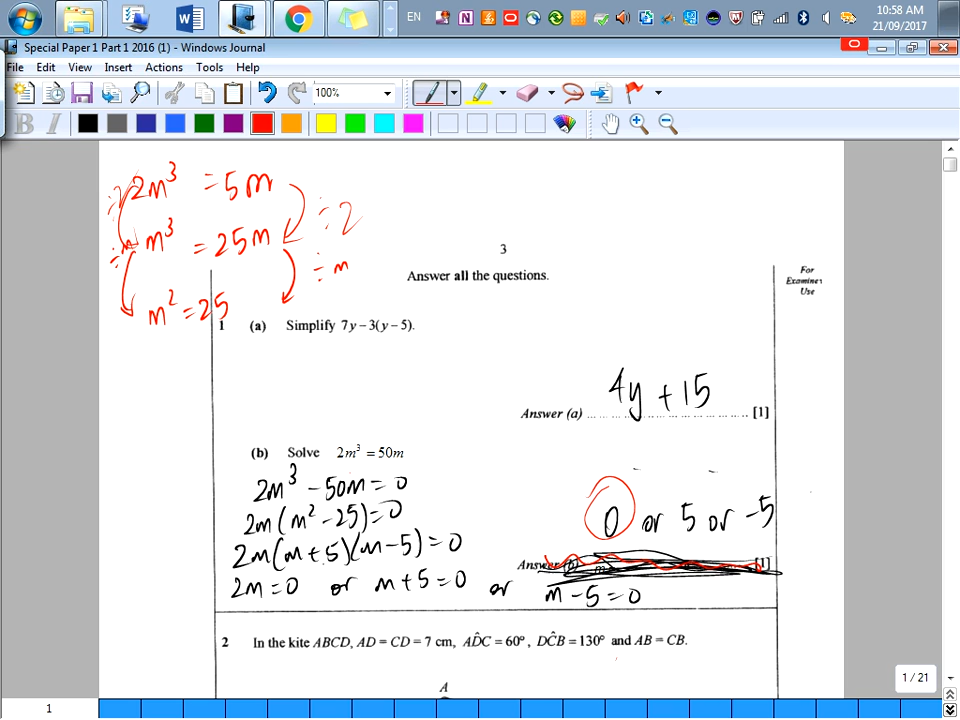 EN
10:58 AM
21/09/2017
Special Paper 1 Part 1 2016 (1) - Windows Journal
File Edit View Insert Actions Tools Help
100%
B I
2m³ = 5m
÷2
m³ = 25m
÷m
÷m
m² = 25
3
Answer all the questions.
For
Examiner's
Use
1 (a) Simplify 7y – 3(y – 5).
4y + 15
Answer (a) [1]
(b) Solve 2m³ = 50m
2m³ - 50m = 0
2m(m² - 25) = 0
0 or 5 or -5
2m(m + 5)(m - 5) = 0
Answer (b) [1]
2m = 0 or m + 5 = 0 or m - 5 = 0
2 In the kite ABCD, AD = CD = 7 cm, AD̂C = 60° , DĈB = 130° and AB = CB.
A
1 / 21
1